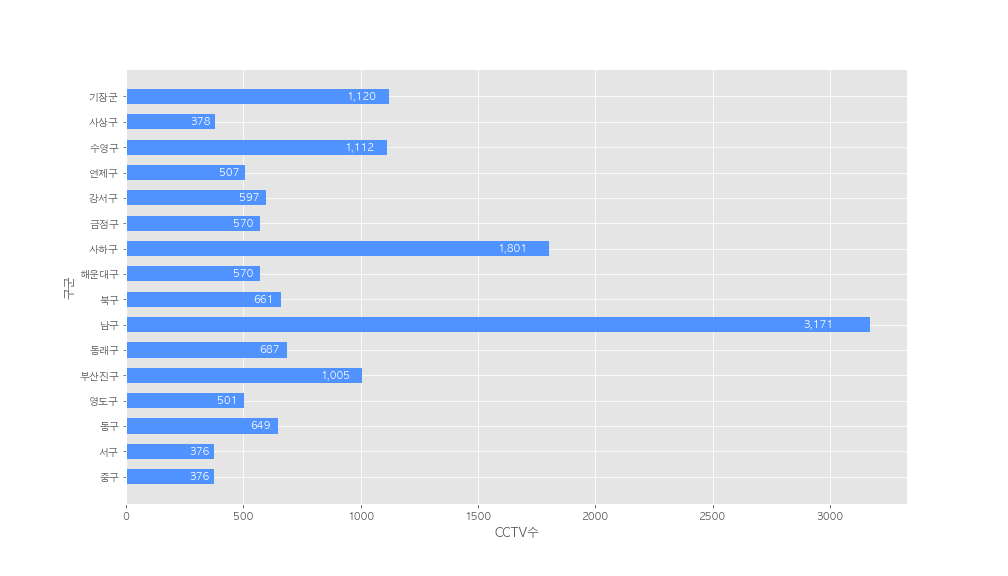 기장군 1,120
사상구 378
수영구 1,112
연제구 507
강서구 597
금정구 570
사하구 1,801
해운대구 570
북구 661
남구 3,171
동래구 687
부산진구 1,005
영도구 501
동구 649
서구 376
중구 376
구군
0 500 1000 1500 2000 2500 3000
CCTV수